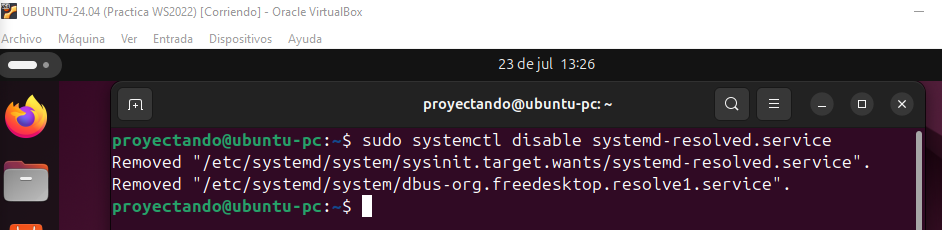 UBUNTU-24.04 (Practica WS2022) [Corriendo] - Oracle VirtualBox
Archivo Máquina Ver Entrada Dispositivos Ayuda
23 de jul 13:26
proyectando@ubuntu-pc: ~
proyectando@ubuntu-pc:~$ sudo systemctl disable systemd-resolved.service
Removed "/etc/systemd/system/sysinit.target.wants/systemd-resolved.service".
Removed "/etc/systemd/system/dbus-org.freedesktop.resolve1.service".
proyectando@ubuntu-pc:~$